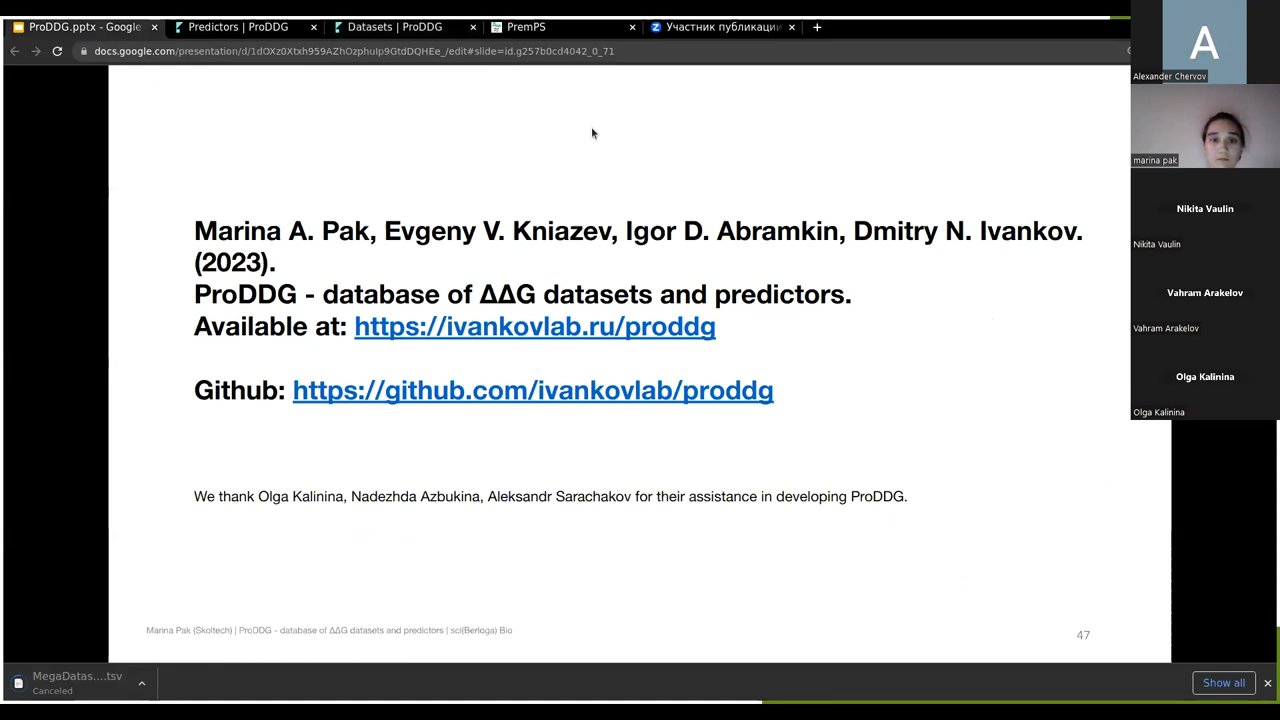 ProDDG.pptx - Google
Predictors | ProDDG
Datasets | ProDDG
PremPS
Участник публикации
docs.google.com/presentation/d/1dOXz0Xtxh959AZhOzphuIp9GtdDQHEe_/edit#slide=id.g257b0cd4042_0_71
A
Alexander Chervov
marina pak
Nikita Vaulin
Nikita Vaulin
Vahram Arakelov
Vahram Arakelov
Olga Kalinina
Olga Kalinina
Marina A. Pak, Evgeny V. Kniazev, Igor D. Abramkin, Dmitry N. Ivankov.
(2023).
ProDDG - database of ΔΔG datasets and predictors.
Available at: https://ivankovlab.ru/proddg
Github: https://github.com/ivankovlab/proddg
We thank Olga Kalinina, Nadezhda Azbukina, Aleksandr Sarachakov for their assistance in developing ProDDG.
Marina Pak (Skoltech) | ProDDG - database of ΔΔG datasets and predictors | sci(Berloga) Bio
47
MegaDatas....tsv
Canceled
Show all